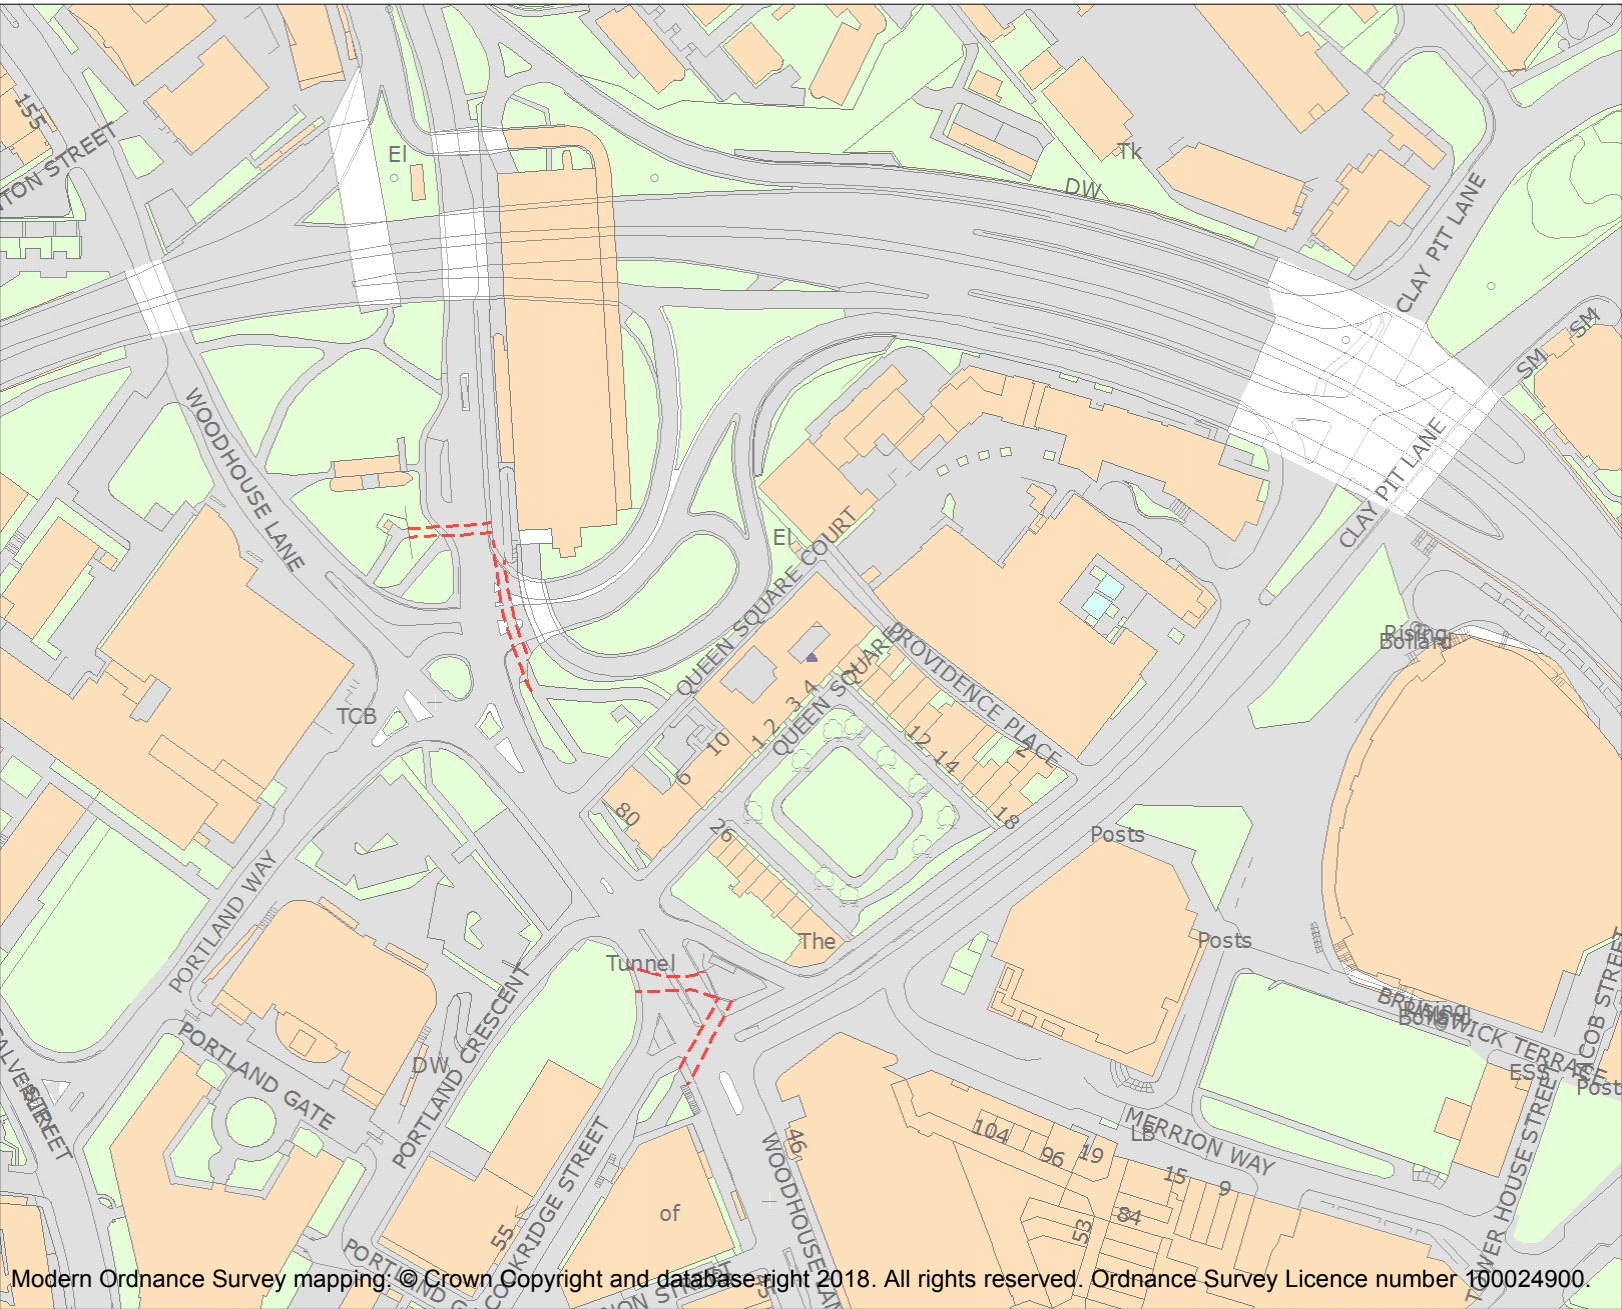 155
El
Tk
DW
CLAY PIT LANE
SM
SM
WOODHOUSE LANE
CLAY PIT LANE
El
QUEEN SQUARE COURT
PROVIDENCE PLACE
QUEEN SQUARE
Rising
Bollard
TCB
1 2 3 4
10
6
12
14
2
80
26
18
Posts
PORTLAND WAY
The
Posts
Tunnel
PORTLAND CRESCENT
PORTLAND GATE
DW
Rising
Bollard
ESS
MERRION WAY
LB
104
96
19
46
15
9
84
53
of
55
COOKRIDGE STREET
TOWER HOUSE STREET
Modern Ordnance Survey mapping: © Crown Copyright and database right 2018. All rights reserved. Ordnance Survey Licence number 100024900.